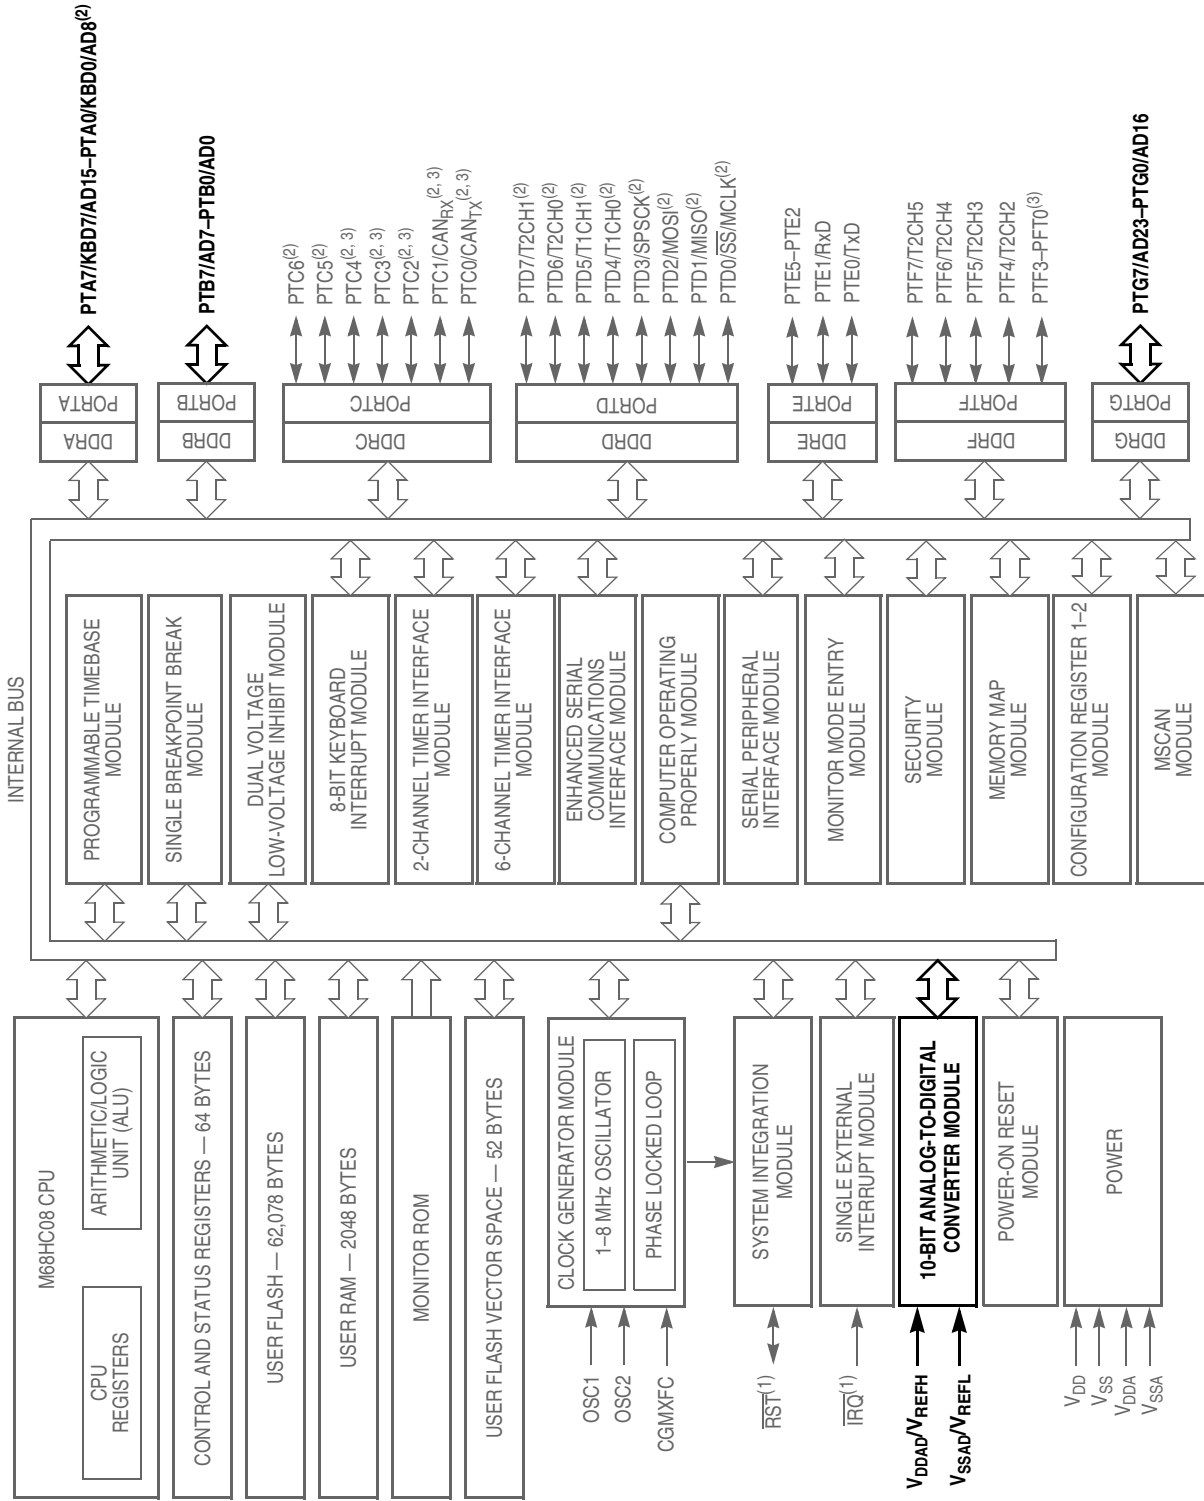 INTERNAL BUS
M68HC08 CPU
CPU
REGISTERS
ARITHMETIC/LOGIC
UNIT (ALU)
CONTROL AND STATUS REGISTERS — 64 BYTES
USER FLASH — 62,078 BYTES
USER RAM — 2048 BYTES
MONITOR ROM
USER FLASH VECTOR SPACE — 52 BYTES
CLOCK GENERATOR MODULE
1–8 MHz OSCILLATOR
PHASE LOCKED LOOP
OSC1
OSC2
CGMXFC
SYSTEM INTEGRATION
MODULE
RST(1)
SINGLE EXTERNAL
INTERRUPT MODULE
IRQ(1)
10-BIT ANALOG-TO-DIGITAL
CONVERTER MODULE
VDDAD/VREFH
VSSAD/VREFL
POWER-ON RESET
MODULE
POWER
VDD
VSS
VDDA
VSSA
PROGRAMMABLE TIMEBASE
MODULE
SINGLE BREAKPOINT BREAK
MODULE
DUAL VOLTAGE
LOW-VOLTAGE INHIBIT MODULE
8-BIT KEYBOARD
INTERRUPT MODULE
2-CHANNEL TIMER INTERFACE
MODULE
6-CHANNEL TIMER INTERFACE
MODULE
ENHANCED SERIAL
COMMUNICATIONS
INTERFACE MODULE
COMPUTER OPERATING
PROPERLY MODULE
SERIAL PERIPHERAL
INTERFACE MODULE
MONITOR MODE ENTRY
MODULE
SECURITY
MODULE
MEMORY MAP
MODULE
CONFIGURATION REGISTER 1–2
MODULE
MSCAN
MODULE
DDRA
PORTA
PTA7/KBD7/AD15–PTA0/KBD0/AD8(2)
DDRB
PORTB
PTB7/AD7–PTB0/AD0
DDRC
PORTC
PTC6(2)
PTC5(2)
PTC4(2, 3)
PTC3(2, 3)
PTC2(2, 3)
PTC1/CANRX(2, 3)
PTC0/CANTX(2, 3)
DDRD
PORTD
PTD7/T2CH1(2)
PTD6/T2CH0(2)
PTD5/T1CH1(2)
PTD4/T1CH0(2)
PTD3/SPSCK(2)
PTD2/MOSI(2)
PTD1/MISO(2)
PTD0/SS/MCLK(2)
DDRE
PORTE
PTE5–PTE2
PTE1/RxD
PTE0/TxD
DDRF
PORTF
PTF7/T2CH5
PTF6/T2CH4
PTF5/T2CH3
PTF4/T2CH2
PTF3–PFT0(3)
DDRG
PORTG
PTG7/AD23–PTG0/AD16